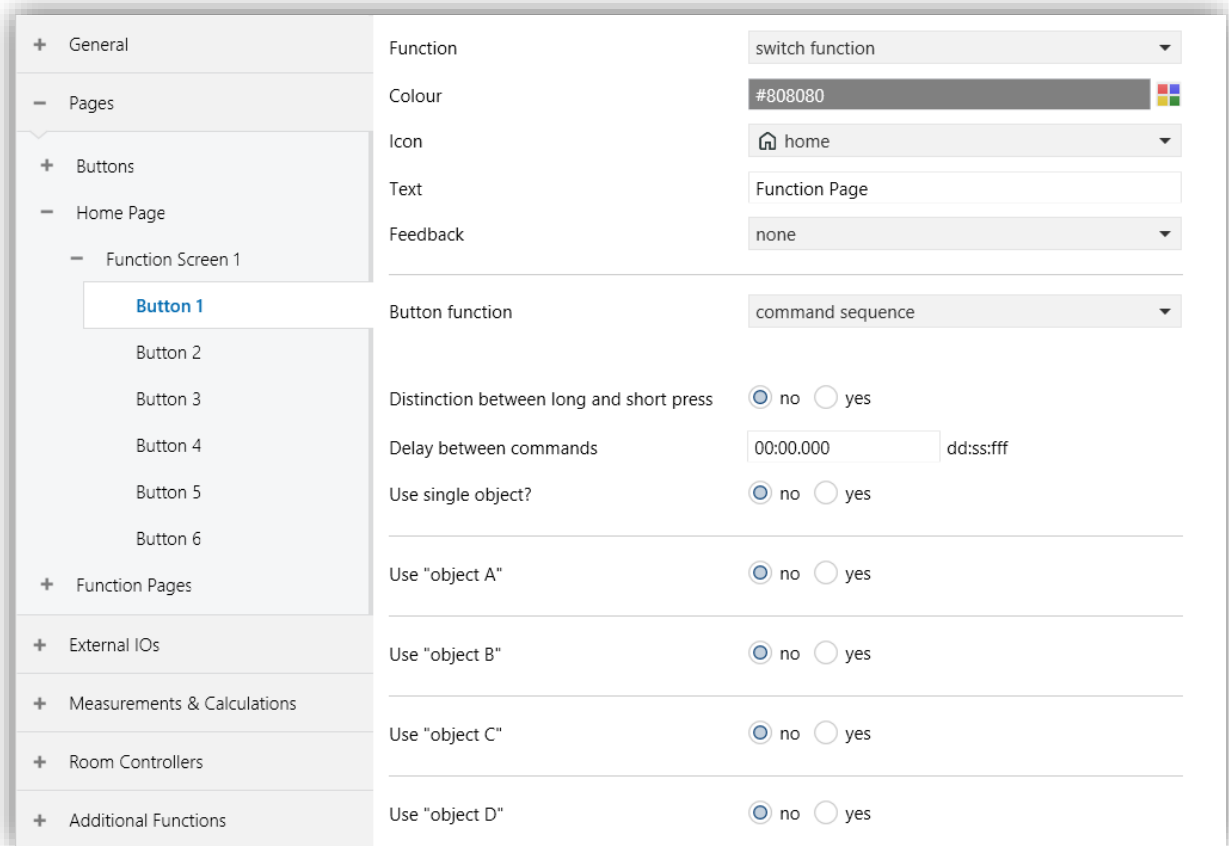 General
Pages
Buttons
Home Page
Function Screen 1
Button 1
Button 2
Button 3
Button 4
Button 5
Button 6
Function Pages
External IOs
Measurements & Calculations
Room Controllers
Additional Functions
Function switch function
Colour #808080
Icon home
Text Function Page
Feedback none
Button function command sequence
Distinction between long and short press no yes
Delay between commands 00:00.000 dd:ss:fff
Use single object? no yes
Use "object A" no yes
Use "object B" no yes
Use "object C" no yes
Use "object D" no yes